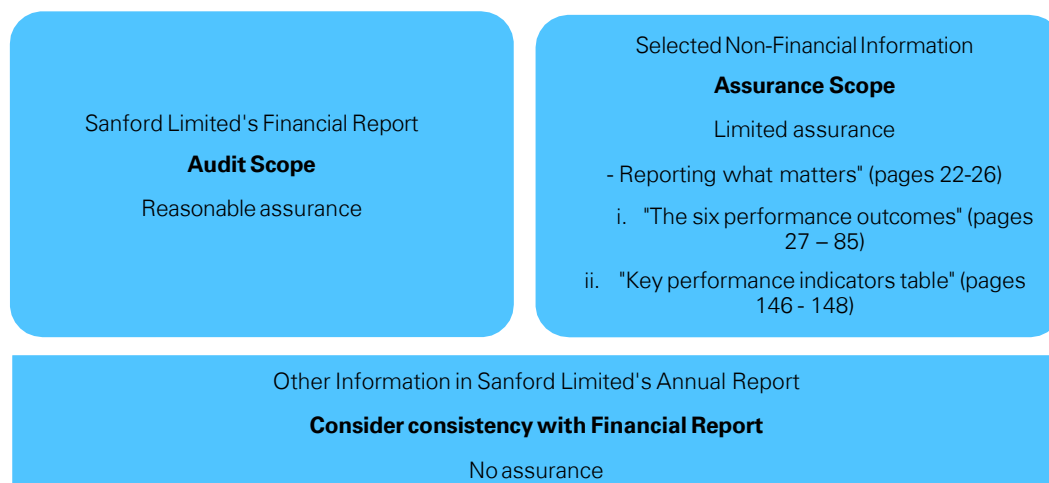 Sanford Limited's Financial Report
Audit Scope
Reasonable assurance
Selected Non-Financial Information
Assurance Scope
Limited assurance
- Reporting what matters" (pages 22-26)
i. "The six performance outcomes" (pages
27 – 85)
ii. "Key performance indicators table" (pages
146 - 148)
Other Information in Sanford Limited's Annual Report
Consider consistency with Financial Report
No assurance